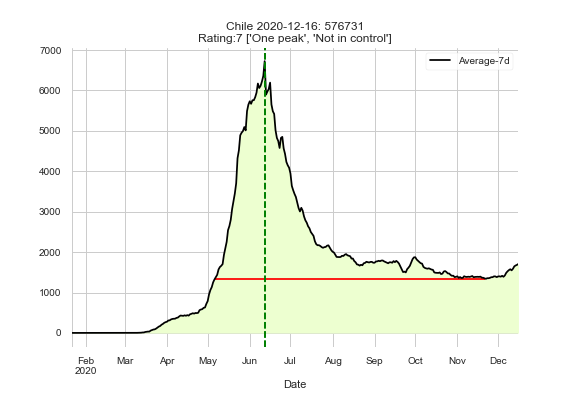 Chile 2020-12-16: 576731
Rating:7 ['One peak', 'Not in control']
Average-7d
7000
6000
5000
4000
3000
2000
1000
0
Feb Mar Apr May Jun Jul Aug Sep Oct Nov Dec
2020
Date